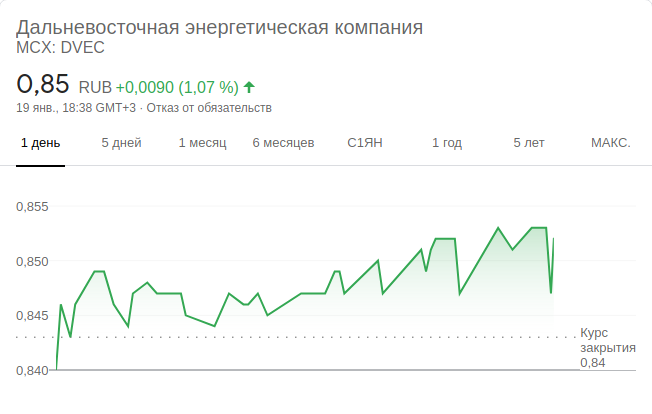 Дальневосточная энергетическая компания
MCX: DVEC
0,85 RUB +0,0090 (1,07 %)
19 янв., 18:38 GMT+3 · Отказ от обязательств
1 день 5 дней 1 месяц 6 месяцев С1ЯН 1 год 5 лет МАКС.
0,855
0,850
0,845
0,840
Курс
закрытия
0,84